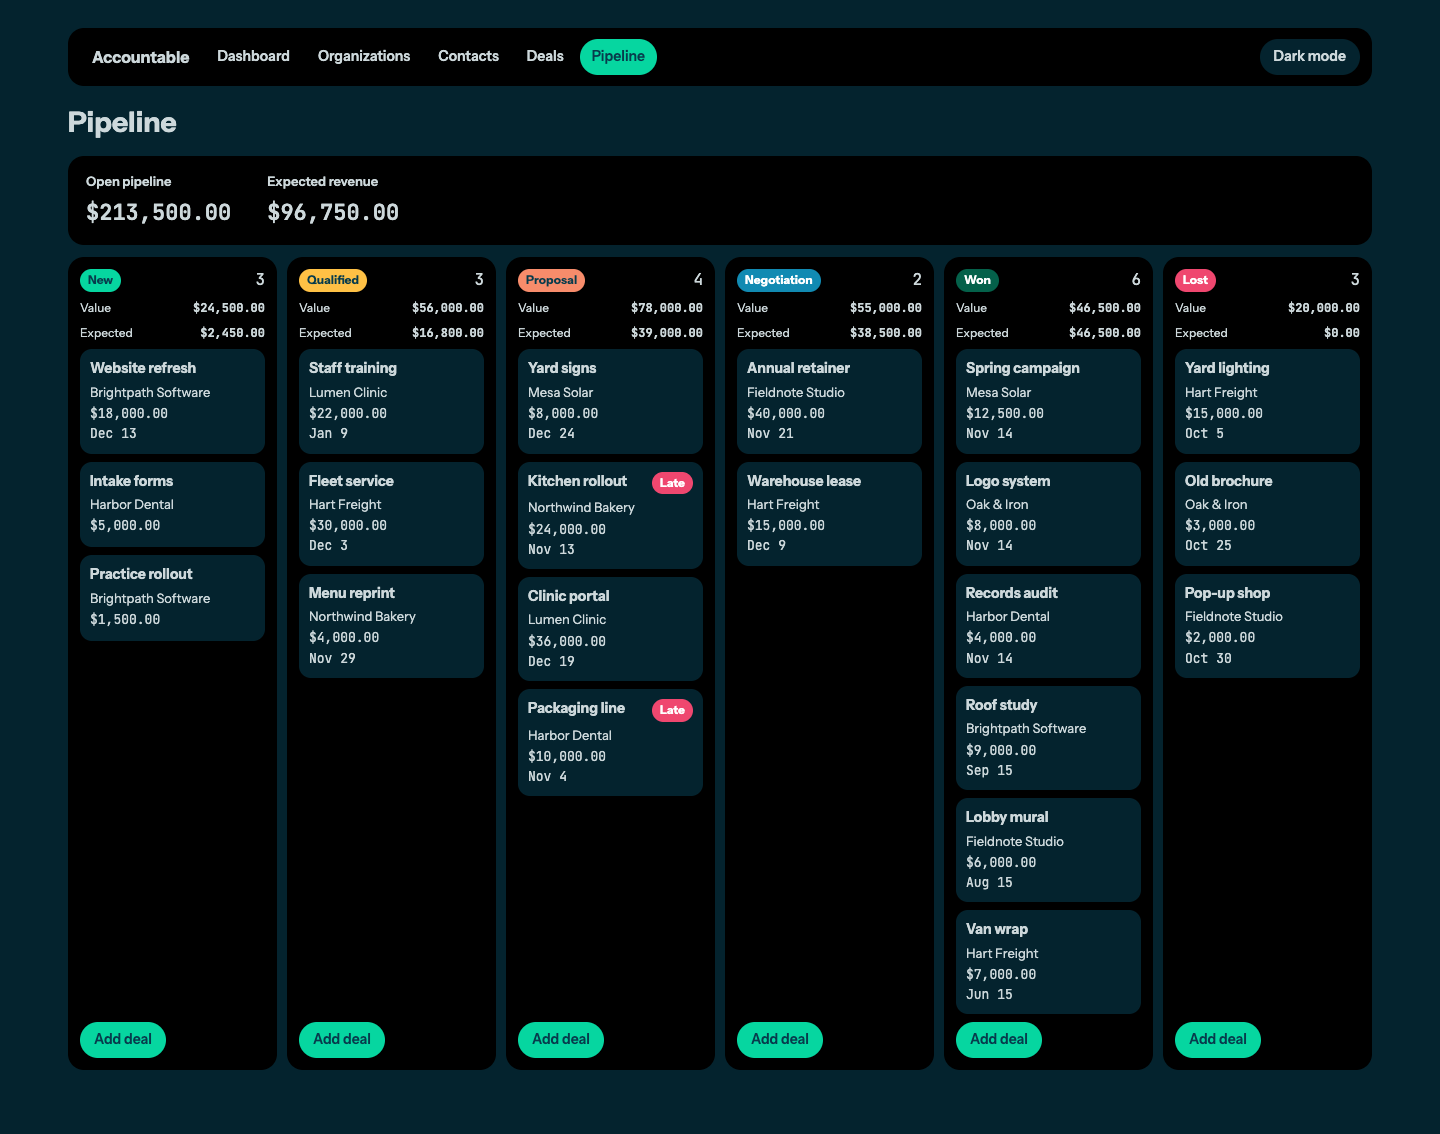 Accountable
Dashboard
Organizations
Contacts
Deals
Pipeline
Dark mode
Pipeline
Open pipeline
$213,500.00
Expected revenue
$96,750.00
New 3
Value $24,500.00
Expected $2,450.00
Website refresh
Brightpath Software
$18,000.00
Dec 13
Intake forms
Harbor Dental
$5,000.00
Practice rollout
Brightpath Software
$1,500.00
Add deal
Qualified 3
Value $56,000.00
Expected $16,800.00
Staff training
Lumen Clinic
$22,000.00
Jan 9
Fleet service
Hart Freight
$30,000.00
Dec 3
Menu reprint
Northwind Bakery
$4,000.00
Nov 29
Add deal
Proposal 4
Value $78,000.00
Expected $39,000.00
Yard signs
Mesa Solar
$8,000.00
Dec 24
Kitchen rollout Late
Northwind Bakery
$24,000.00
Nov 13
Clinic portal
Lumen Clinic
$36,000.00
Dec 19
Packaging line Late
Harbor Dental
$10,000.00
Nov 4
Add deal
Negotiation 2
Value $55,000.00
Expected $38,500.00
Annual retainer
Fieldnote Studio
$40,000.00
Nov 21
Warehouse lease
Hart Freight
$15,000.00
Dec 9
Add deal
Won 6
Value $46,500.00
Expected $46,500.00
Spring campaign
Mesa Solar
$12,500.00
Nov 14
Logo system
Oak & Iron
$8,000.00
Nov 14
Records audit
Harbor Dental
$4,000.00
Nov 14
Roof study
Brightpath Software
$9,000.00
Sep 15
Lobby mural
Fieldnote Studio
$6,000.00
Aug 15
Van wrap
Hart Freight
$7,000.00
Jun 15
Add deal
Lost 3
Value $20,000.00
Expected $0.00
Yard lighting
Hart Freight
$15,000.00
Oct 5
Old brochure
Oak & Iron
$3,000.00
Oct 25
Pop-up shop
Fieldnote Studio
$2,000.00
Oct 30
Add deal